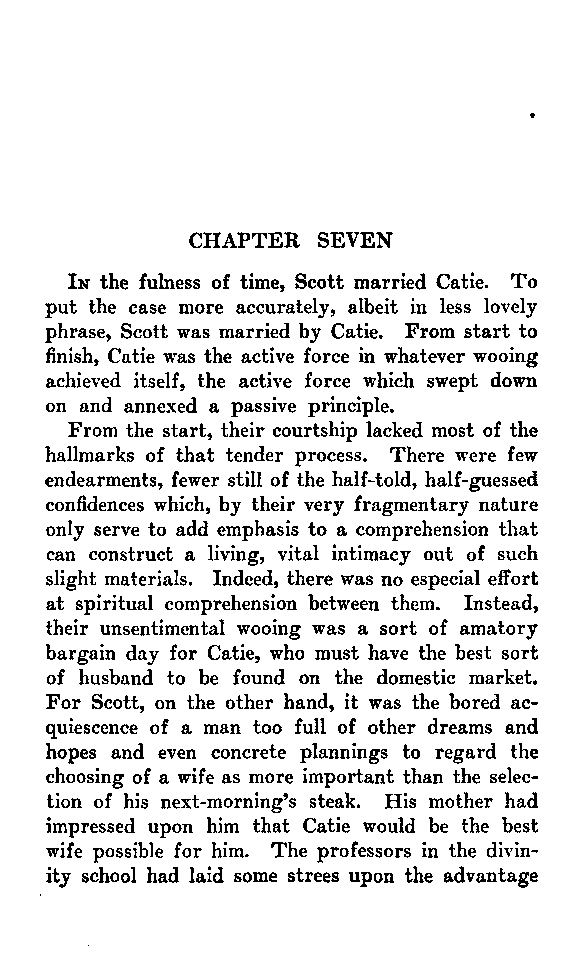 CHAPTER SEVEN
In the fulness of time, Scott married Catie. To
put the case more accurately, albeit in less lovely
phrase, Scott was married by Catie. From start to
finish, Catie was the active force in whatever wooing
achieved itself, the active force which swept down
on and annexed a passive principle.
From the start, their courtship lacked most of the
hallmarks of that tender process. There were few
endearments, fewer still of the half-told, half-guessed
confidences which, by their very fragmentary nature
only serve to add emphasis to a comprehension that
can construct a living, vital intimacy out of such
slight materials. Indeed, there was no especial effort
at spiritual comprehension between them. Instead,
their unsentimental wooing was a sort of amatory
bargain day for Catie, who must have the best sort
of husband to be found on the domestic market.
For Scott, on the other hand, it was the bored ac-
quiescence of a man too full of other dreams and
hopes and even concrete plannings to regard the
choosing of a wife as more important than the selec-
tion of his next-morning's steak. His mother had
impressed upon him that Catie would be the best
wife possible for him. The professors in the divin-
ity school had laid some strees upon the advantage